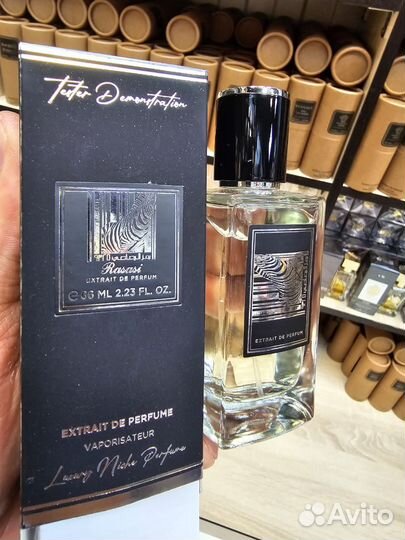 Tester Demonstration
Rasasi
EXTRAIT DE PERFUM
℮ 66 ML 2.23 FL. OZ.
EXTRAIT DE PERFUME
VAPORISATEUR
Luxury Niche Perfume
EXTRAIT DE PERFUM
Avito